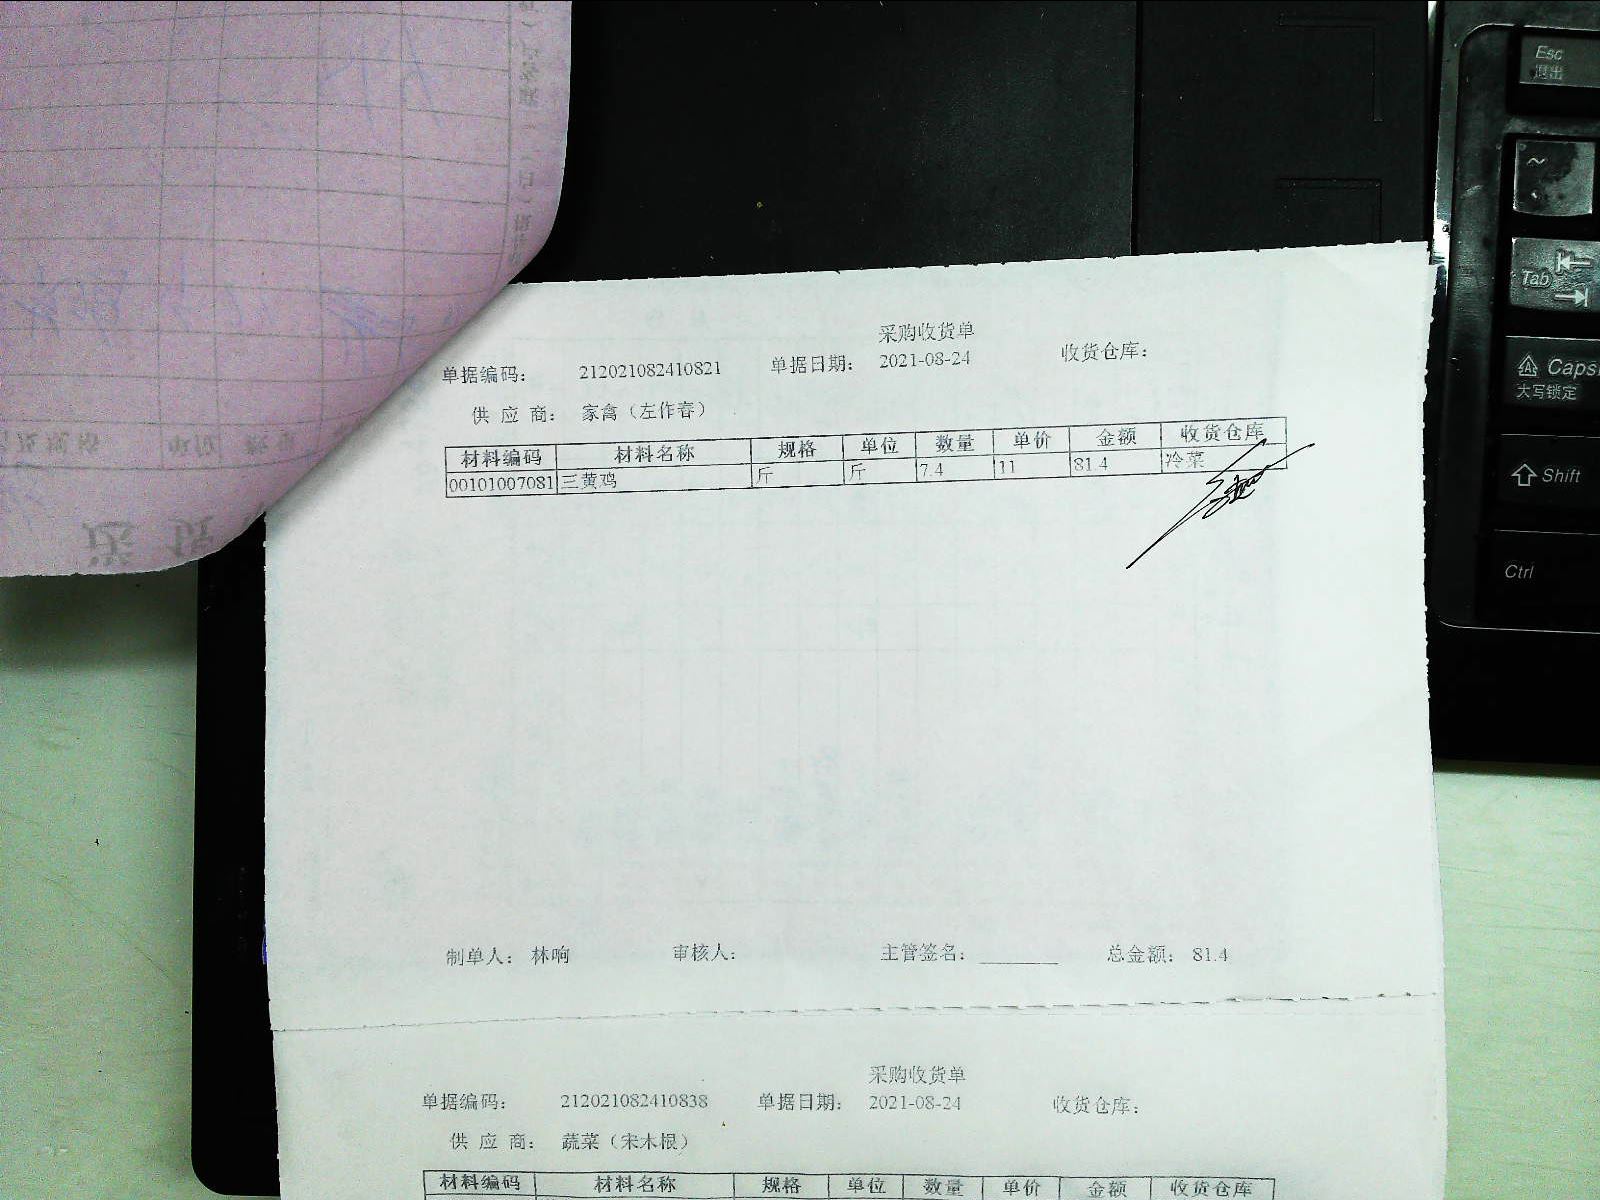 采购收货单
单据编码： 212021082410821 单据日期： 2021-08-24 收货仓库：
供 应 商： 家禽（左作春）
材料编码 材料名称 规格 单位 数量 单价 金额 收货仓库
00101007081 三黄鸡 斤 斤 7.4 11 81.4 冷菜
制单人： 林响 审核人： 主管签名： ________ 总金额： 81.4
采购收货单
单据编码： 212021082410838 单据日期： 2021-08-24 收货仓库：
供 应 商： 蔬菜（宋木根）
材料编码 材料名称 规格 单位 数量 单价 金额 收货仓库
Esc
退出
~
Tab
Caps
大写锁定
Shift
Ctrl